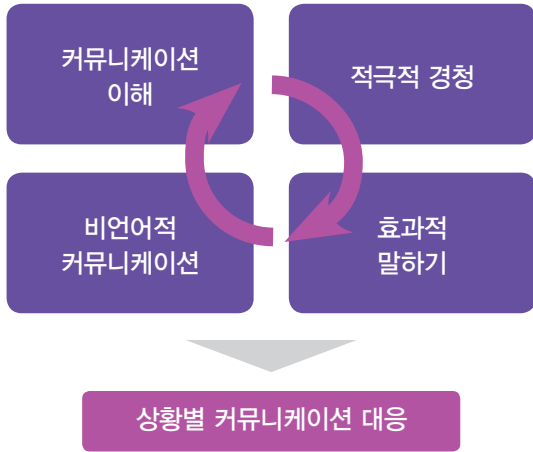 커뮤니케이션
이해
적극적 경청
비언어적
커뮤니케이션
효과적
말하기
상황별 커뮤니케이션 대응